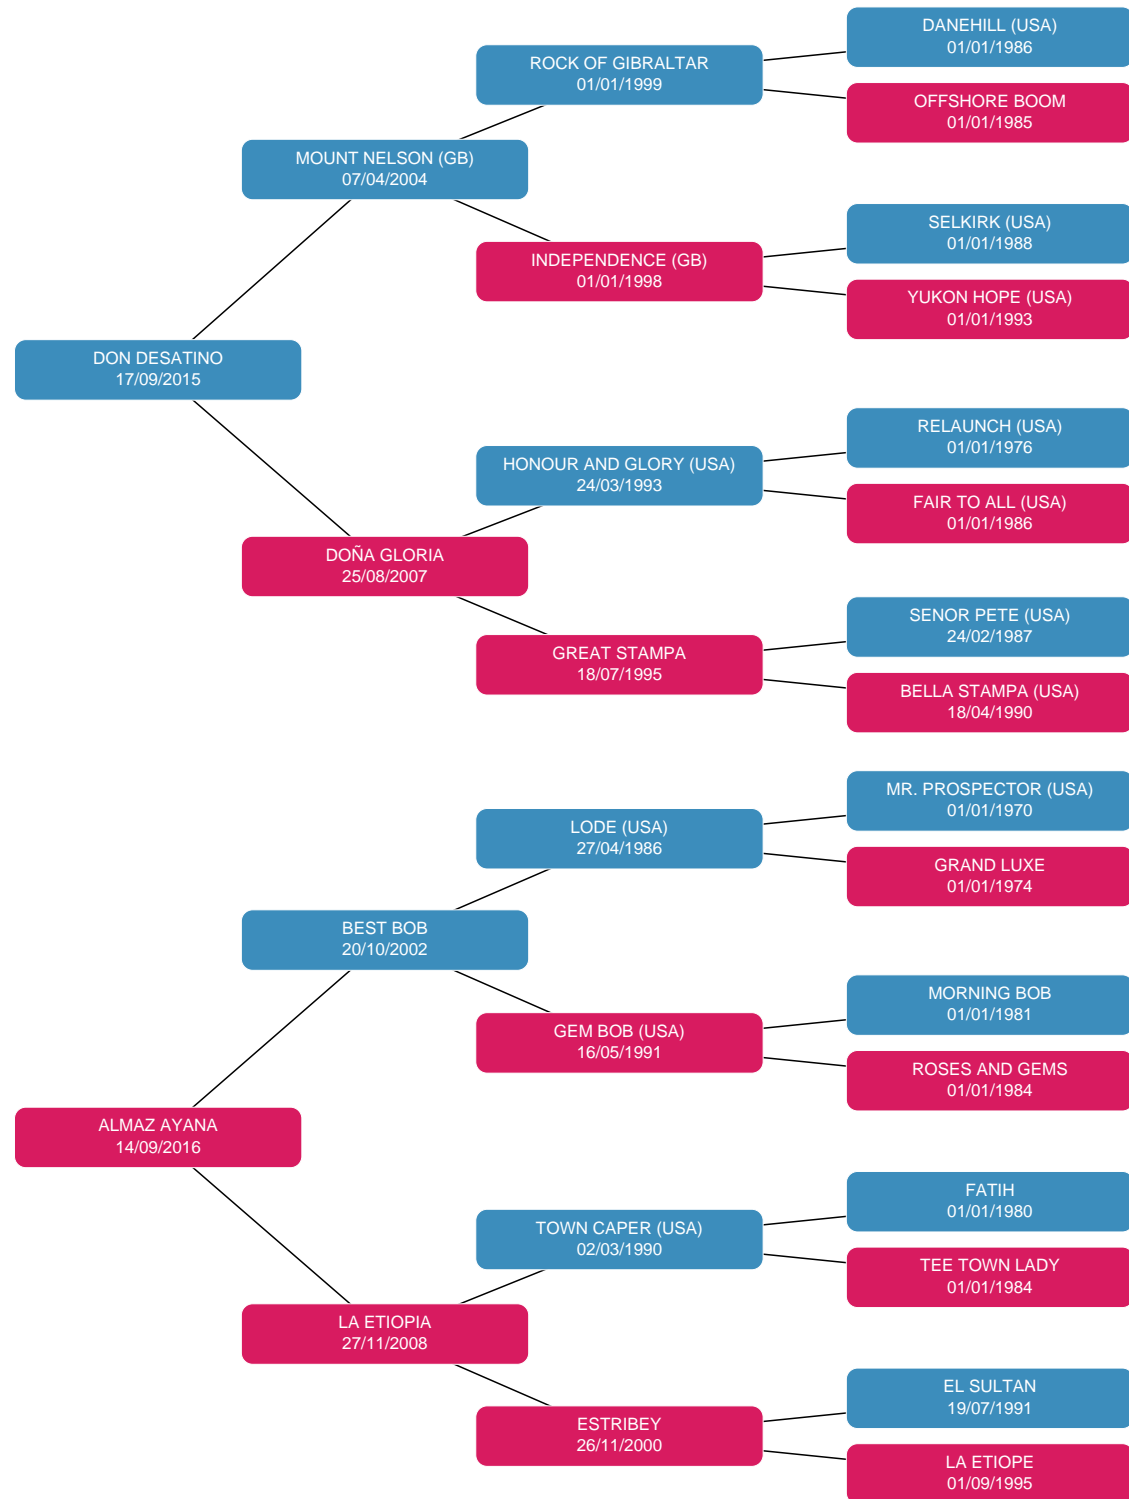 DANEHILL (USA)
01/01/1986
ROCK OF GIBRALTAR
01/01/1999
OFFSHORE BOOM
01/01/1985
MOUNT NELSON (GB)
07/04/2004
SELKIRK (USA)
01/01/1988
INDEPENDENCE (GB)
01/01/1998
YUKON HOPE (USA)
01/01/1993
DON DESATINO
17/09/2015
RELAUNCH (USA)
01/01/1976
HONOUR AND GLORY (USA)
24/03/1993
FAIR TO ALL (USA)
01/01/1986
DOÑA GLORIA
25/08/2007
SENOR PETE (USA)
24/02/1987
GREAT STAMPA
18/07/1995
BELLA STAMPA (USA)
18/04/1990
MR. PROSPECTOR (USA)
01/01/1970
LODE (USA)
27/04/1986
GRAND LUXE
01/01/1974
BEST BOB
20/10/2002
MORNING BOB
01/01/1981
GEM BOB (USA)
16/05/1991
ROSES AND GEMS
01/01/1984
ALMAZ AYANA
14/09/2016
FATIH
01/01/1980
TOWN CAPER (USA)
02/03/1990
TEE TOWN LADY
01/01/1984
LA ETIOPIA
27/11/2008
EL SULTAN
19/07/1991
ESTRIBEY
26/11/2000
LA ETIOPE
01/09/1995